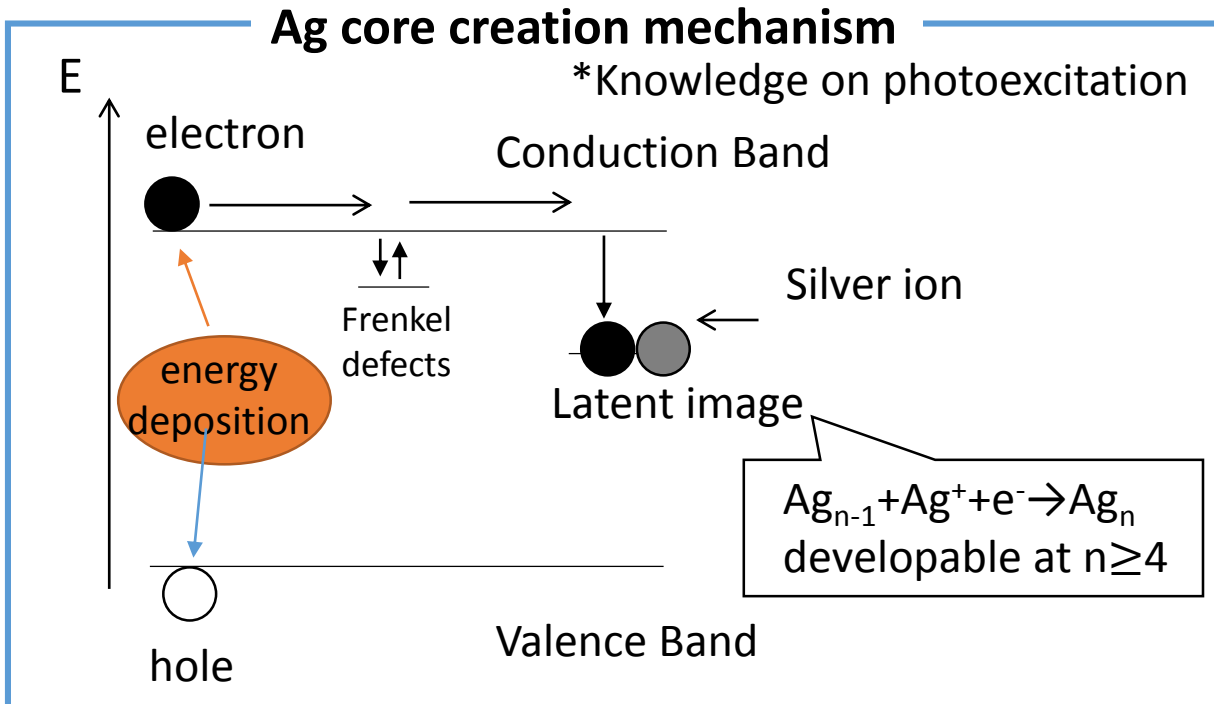 Ag core creation mechanism
*Knowledge on photoexcitation
E
electron
Conduction Band
Silver ion
Frenkel
defects
energy
deposition
Latent image
Agₙ₋₁+Ag⁺+e⁻→Agₙ
developable at n≥4
Valence Band
hole